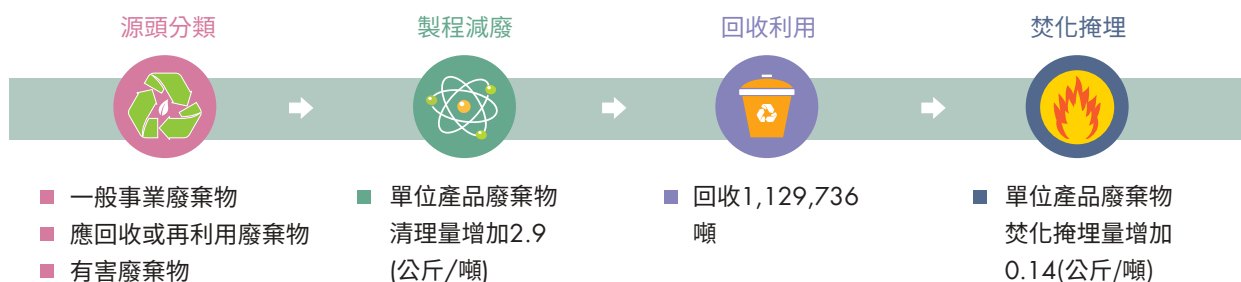 源頭分類
製程減廢
回收利用
焚化掩埋
一般事業廢棄物
應回收或再利用廢棄物
有害廢棄物
單位產品廢棄物
清理量增加2.9
(公斤/噸)
回收1,129,736
噸
單位產品廢棄物
焚化掩埋量增加
0.14(公斤/噸)